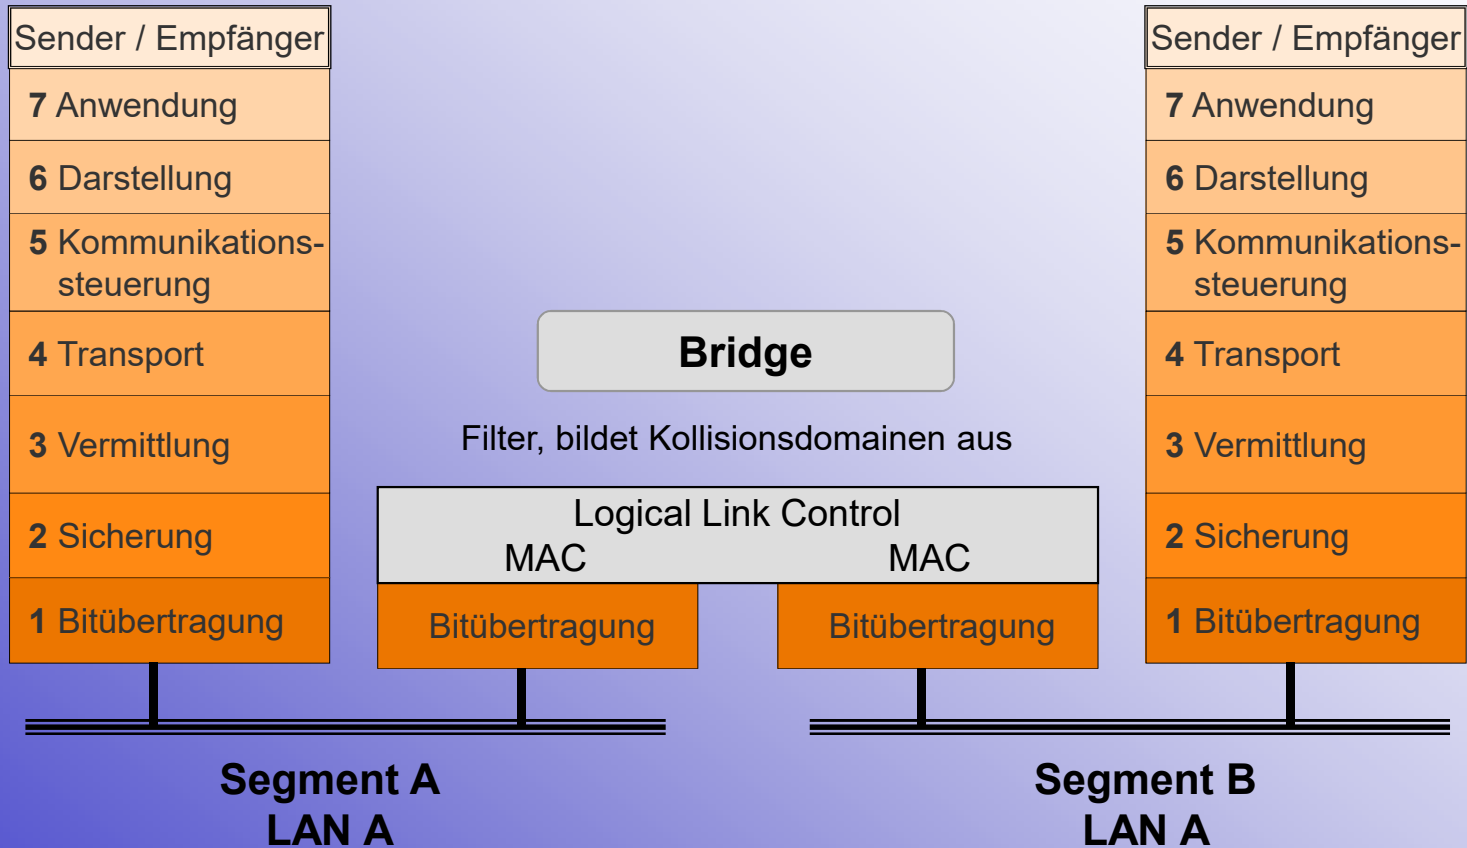 Sender / Empfänger
7 Anwendung
6 Darstellung
5 Kommunikations-
steuerung
4 Transport
3 Vermittlung
2 Sicherung
1 Bitübertragung
Bridge
Filter, bildet Kollisionsdomainen aus
Logical Link Control
MAC MAC
Bitübertragung Bitübertragung
Sender / Empfänger
7 Anwendung
6 Darstellung
5 Kommunikations-
steuerung
4 Transport
3 Vermittlung
2 Sicherung
1 Bitübertragung
Segment A
LAN A
Segment B
LAN A